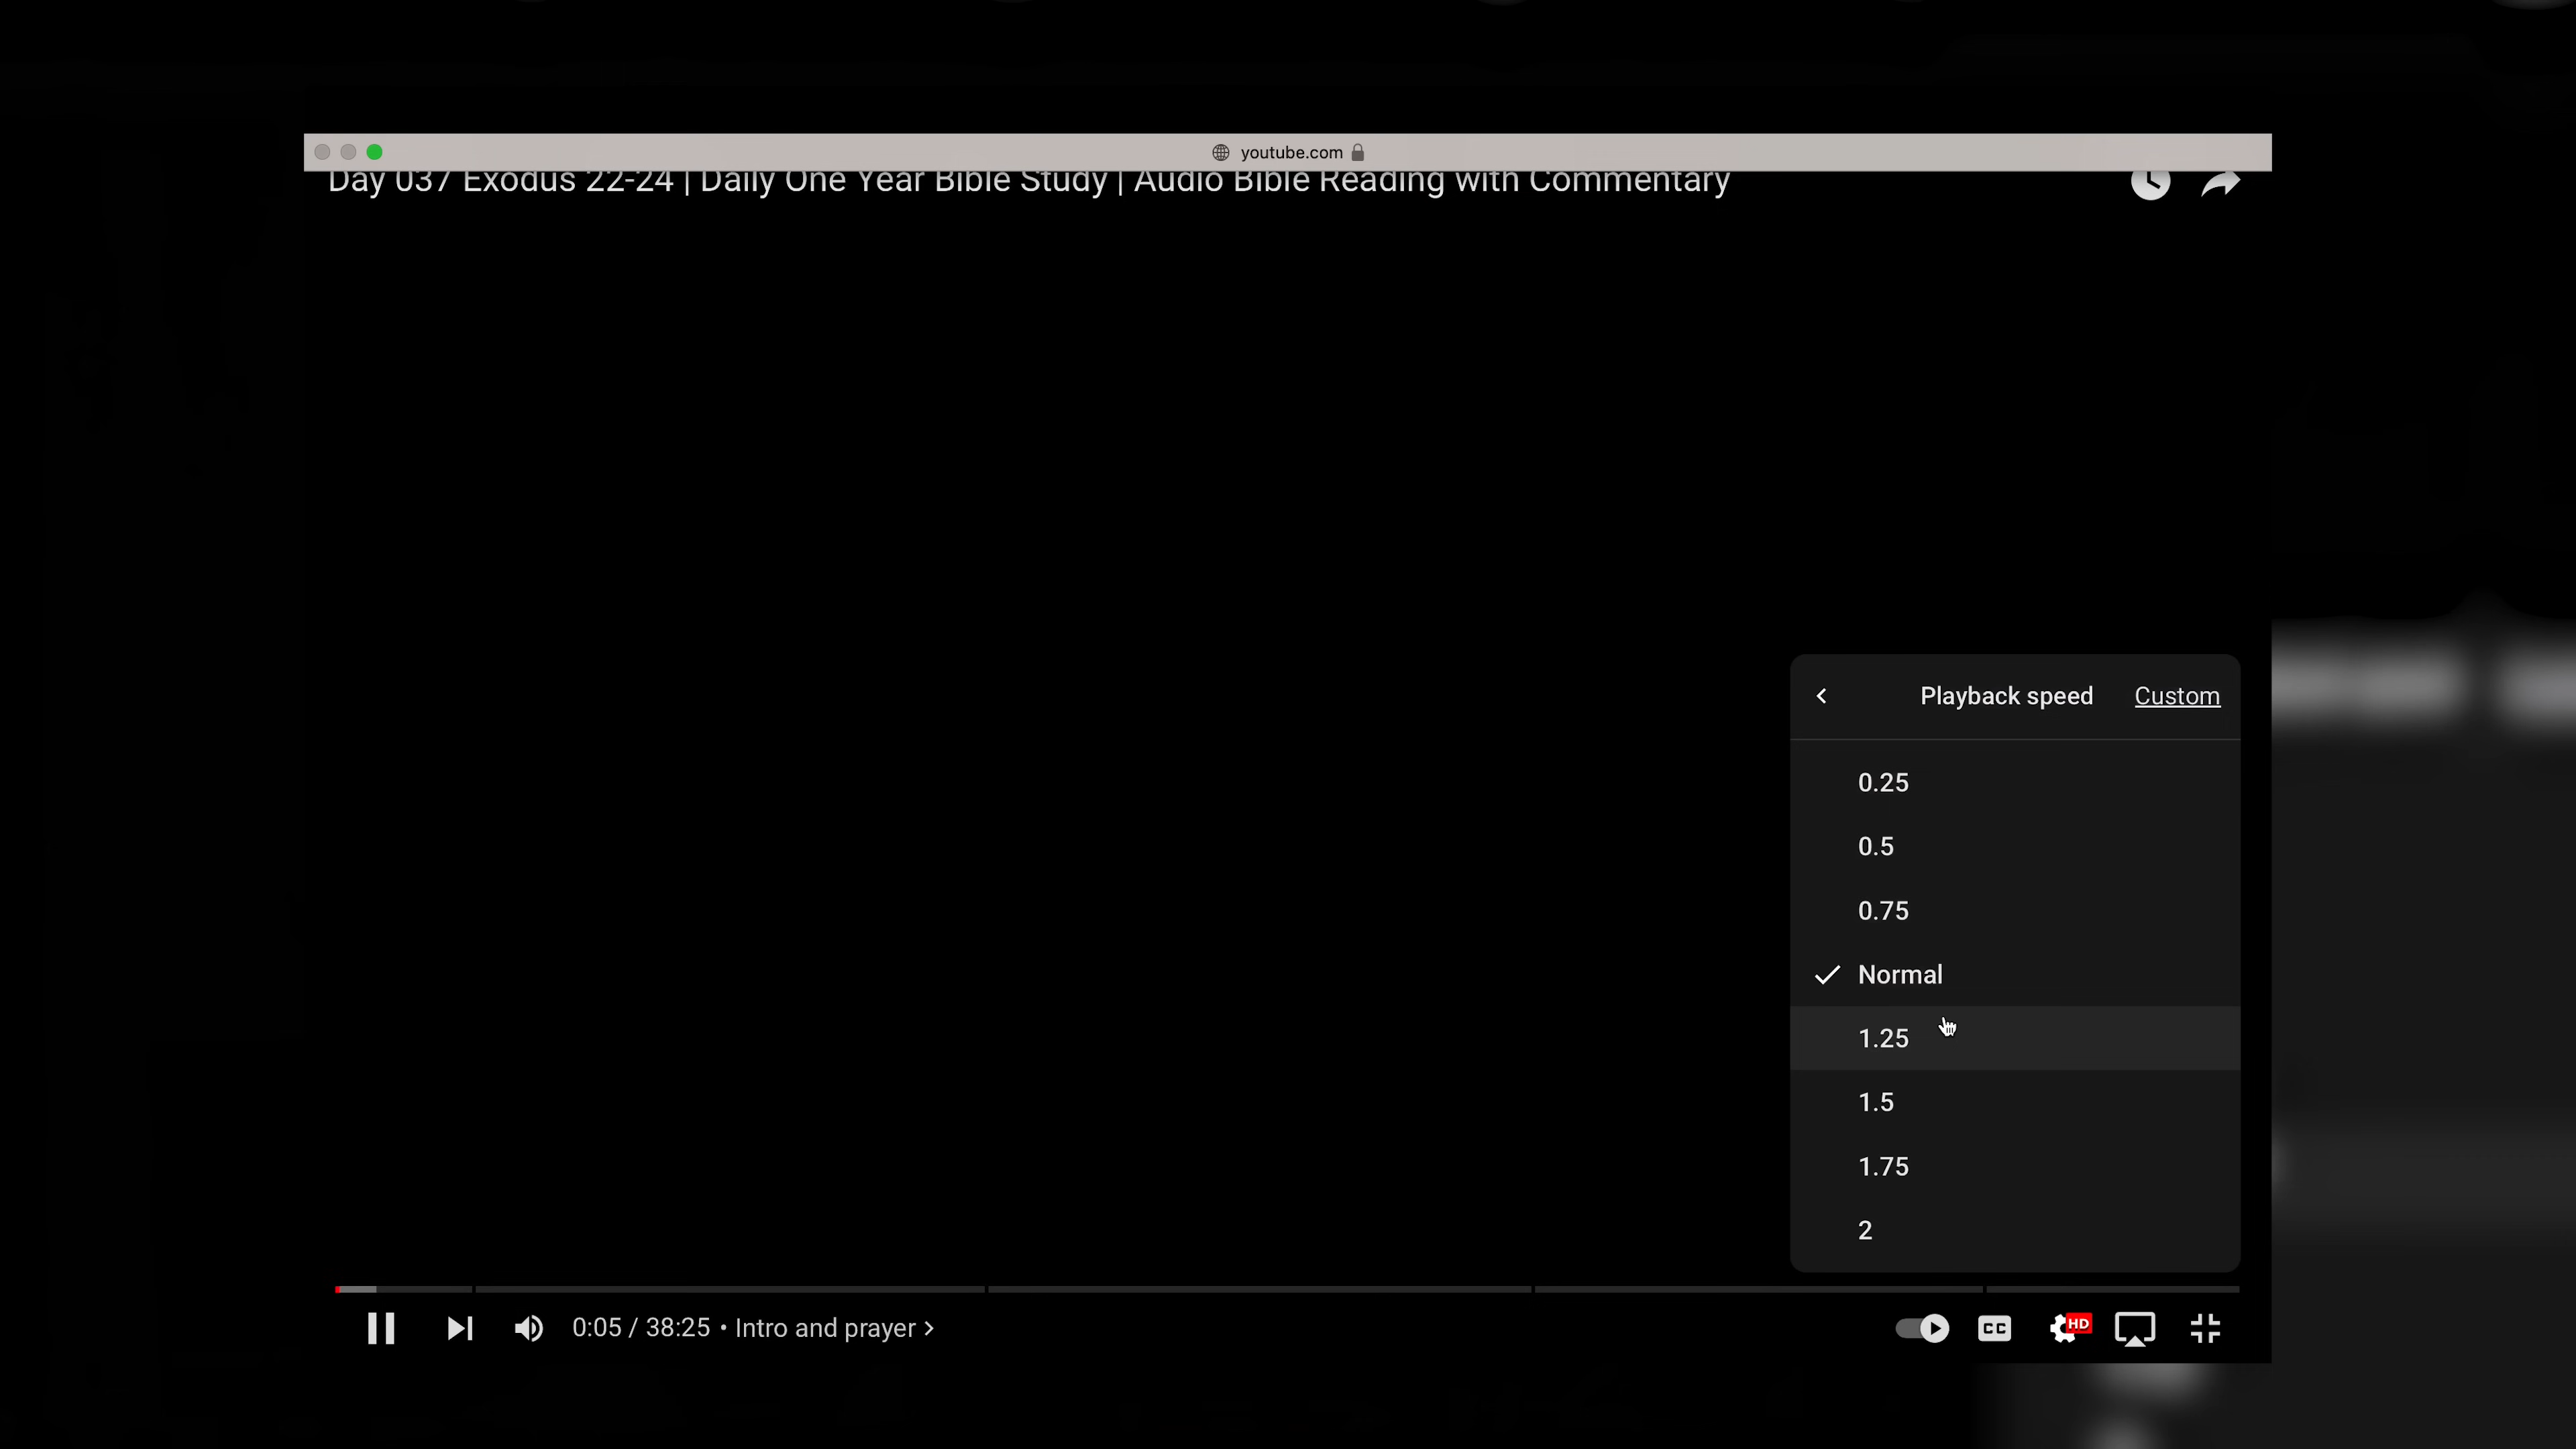 youtube.com
Day 037 Exodus 22-24 | Daily One Year Bible Study | Audio Bible Reading with Commentary
Playback speed Custom
0.25
0.5
0.75
Normal
1.25
1.5
1.75
2
0:05 / 38:25 • Intro and prayer >
CC
HD